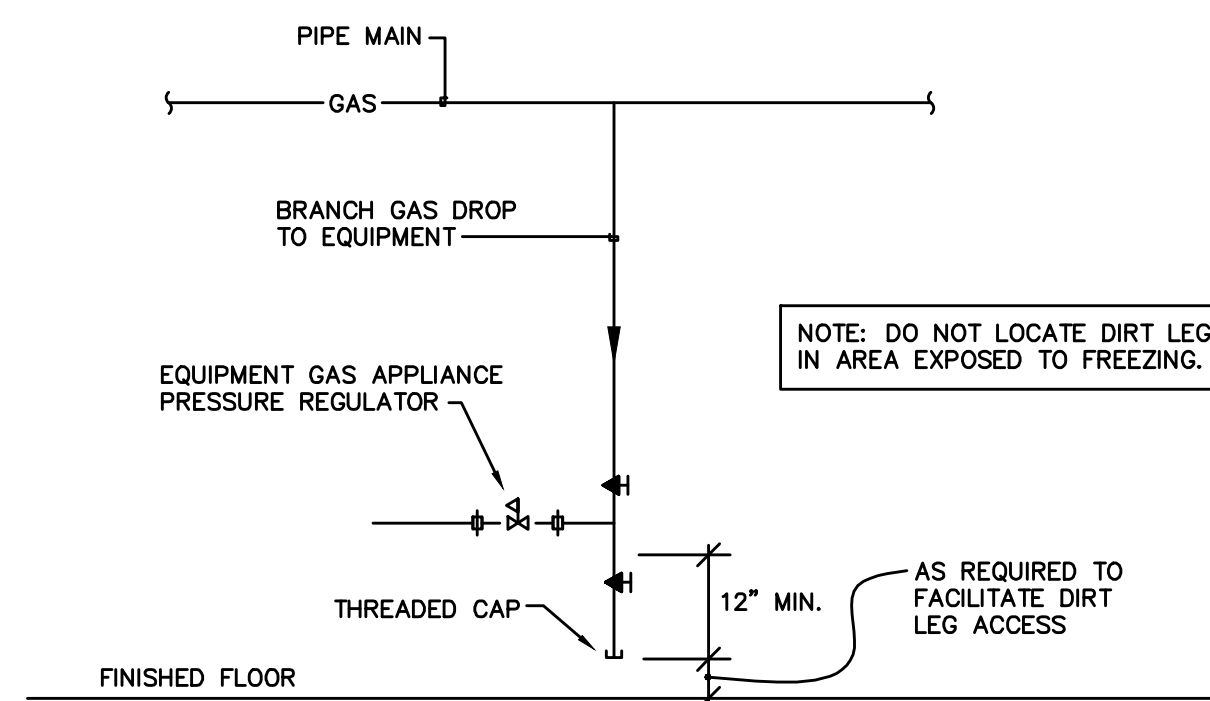 PIPE MAIN
GAS
BRANCH GAS DROP
TO EQUIPMENT
NOTE: DO NOT LOCATE DIRT LEG
IN AREA EXPOSED TO FREEZING.
EQUIPMENT GAS APPLIANCE
PRESSURE REGULATOR
12" MIN.
AS REQUIRED TO
FACILITATE DIRT
LEG ACCESS
THREADED CAP
FINISHED FLOOR